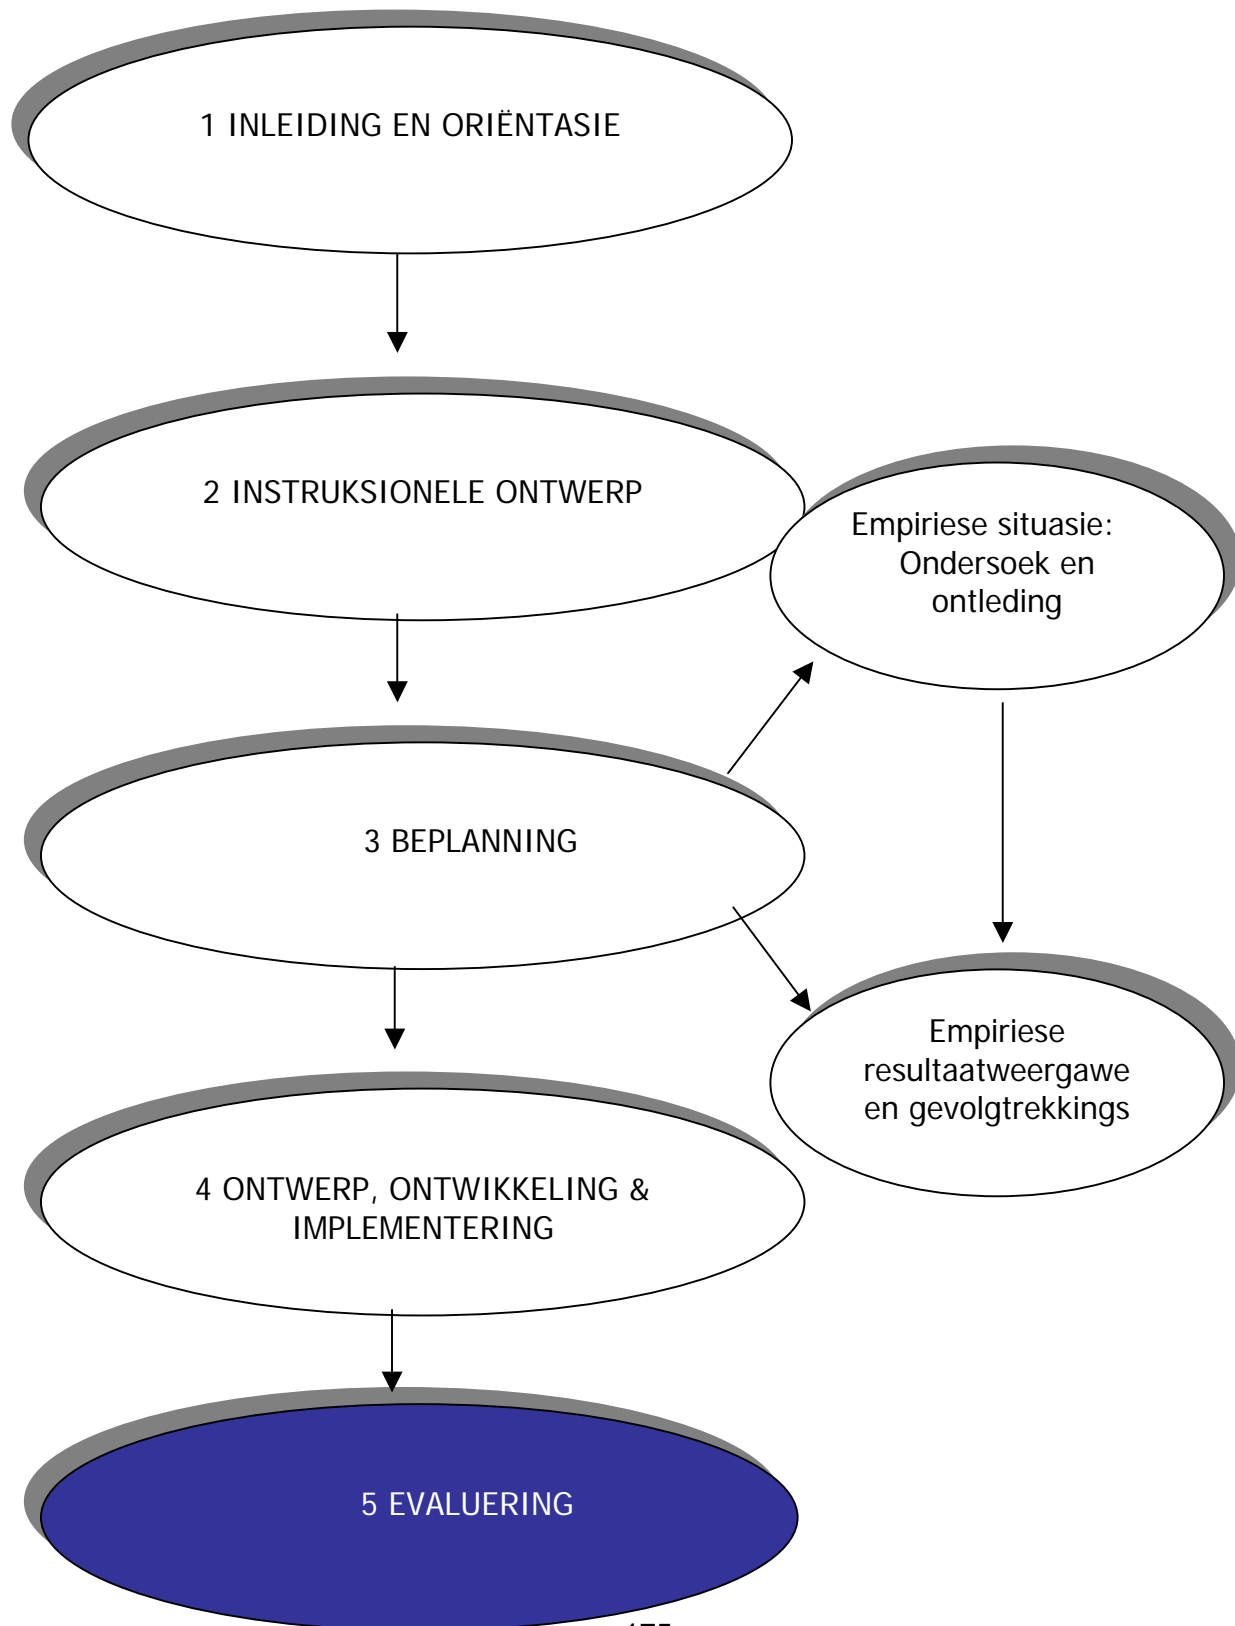 1 INLEIDING EN ORIËNTASIE
2 INSTRUKSIONELE ONTWERP
Empiriese situasie:
Ondersoek en
ontleding
3 BEPLANNING
Empiriese
resultaatweergawe
en gevolgtrekkings
4 ONTWERP, ONTWIKKELING &
IMPLEMENTERING
5 EVALUERING